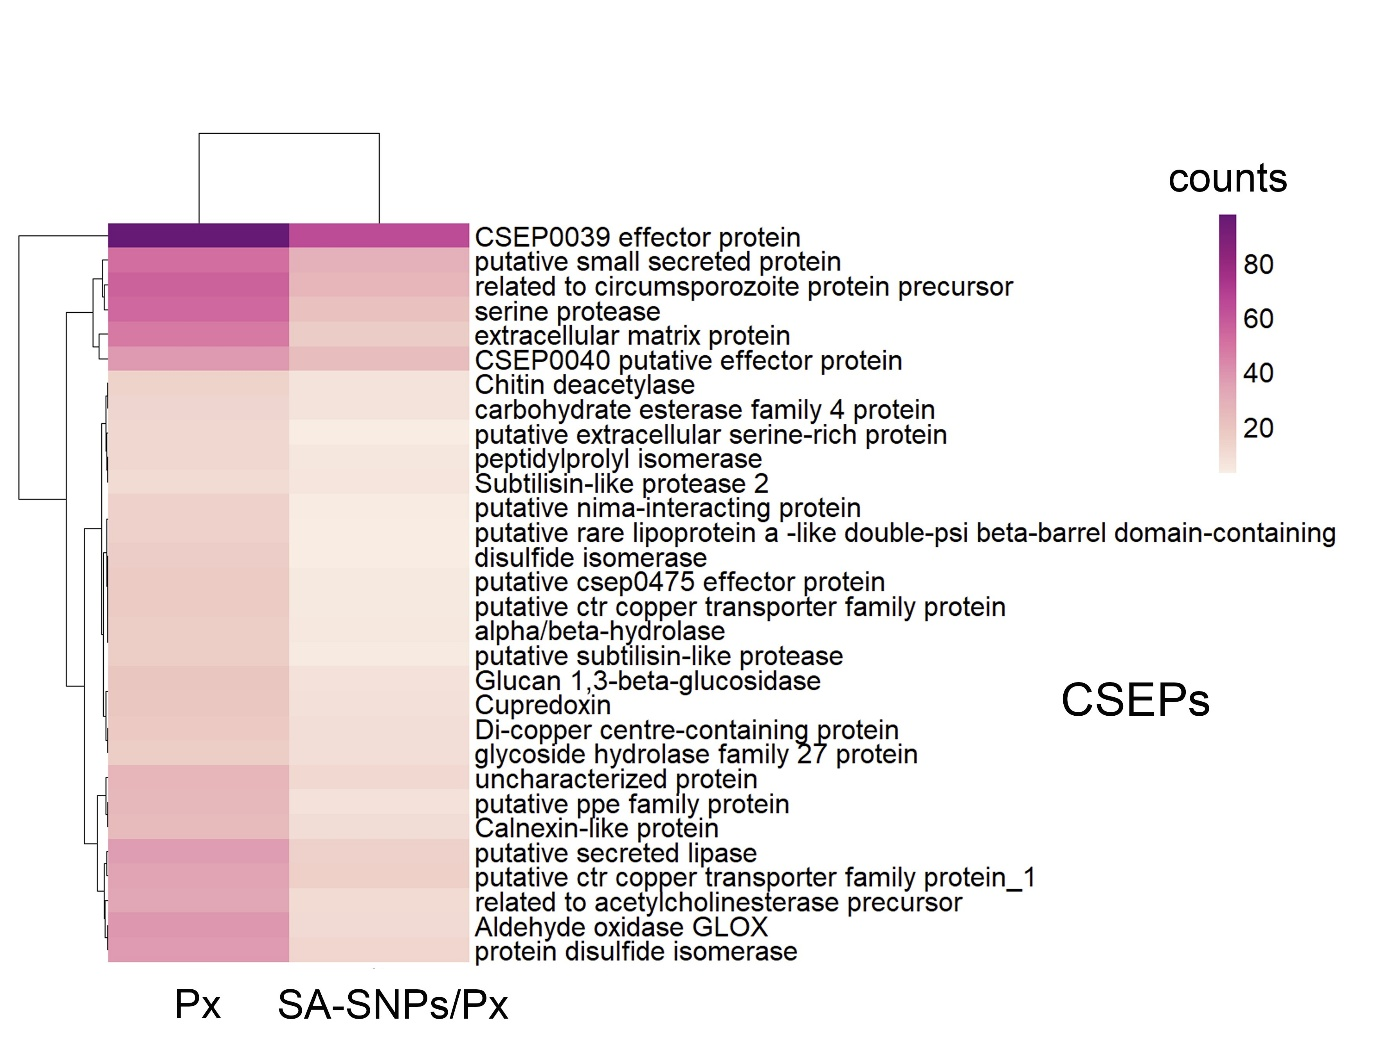 counts
80
60
40
20
CSEP0039 effector protein
putative small secreted protein
related to circumsporozoite protein precursor
serine protease
extracellular matrix protein
CSEP0040 putative effector protein
Chitin deacetylase
carbohydrate esterase family 4 protein
putative extracellular serine-rich protein
peptidylprolyl isomerase
Subtilisin-like protease 2
putative nima-interacting protein
putative rare lipoprotein a -like double-psi beta-barrel domain-containing
disulfide isomerase
putative csep0475 effector protein
putative ctr copper transporter family protein
alpha/beta-hydrolase
putative subtilisin-like protease
Glucan 1,3-beta-glucosidase
Cupredoxin
Di-copper centre-containing protein
glycoside hydrolase family 27 protein
uncharacterized protein
putative ppe family protein
Calnexin-like protein
putative secreted lipase
putative ctr copper transporter family protein_1
related to acetylcholinesterase precursor
Aldehyde oxidase GLOX
protein disulfide isomerase
CSEPs
Px
SA-SNPs/Px